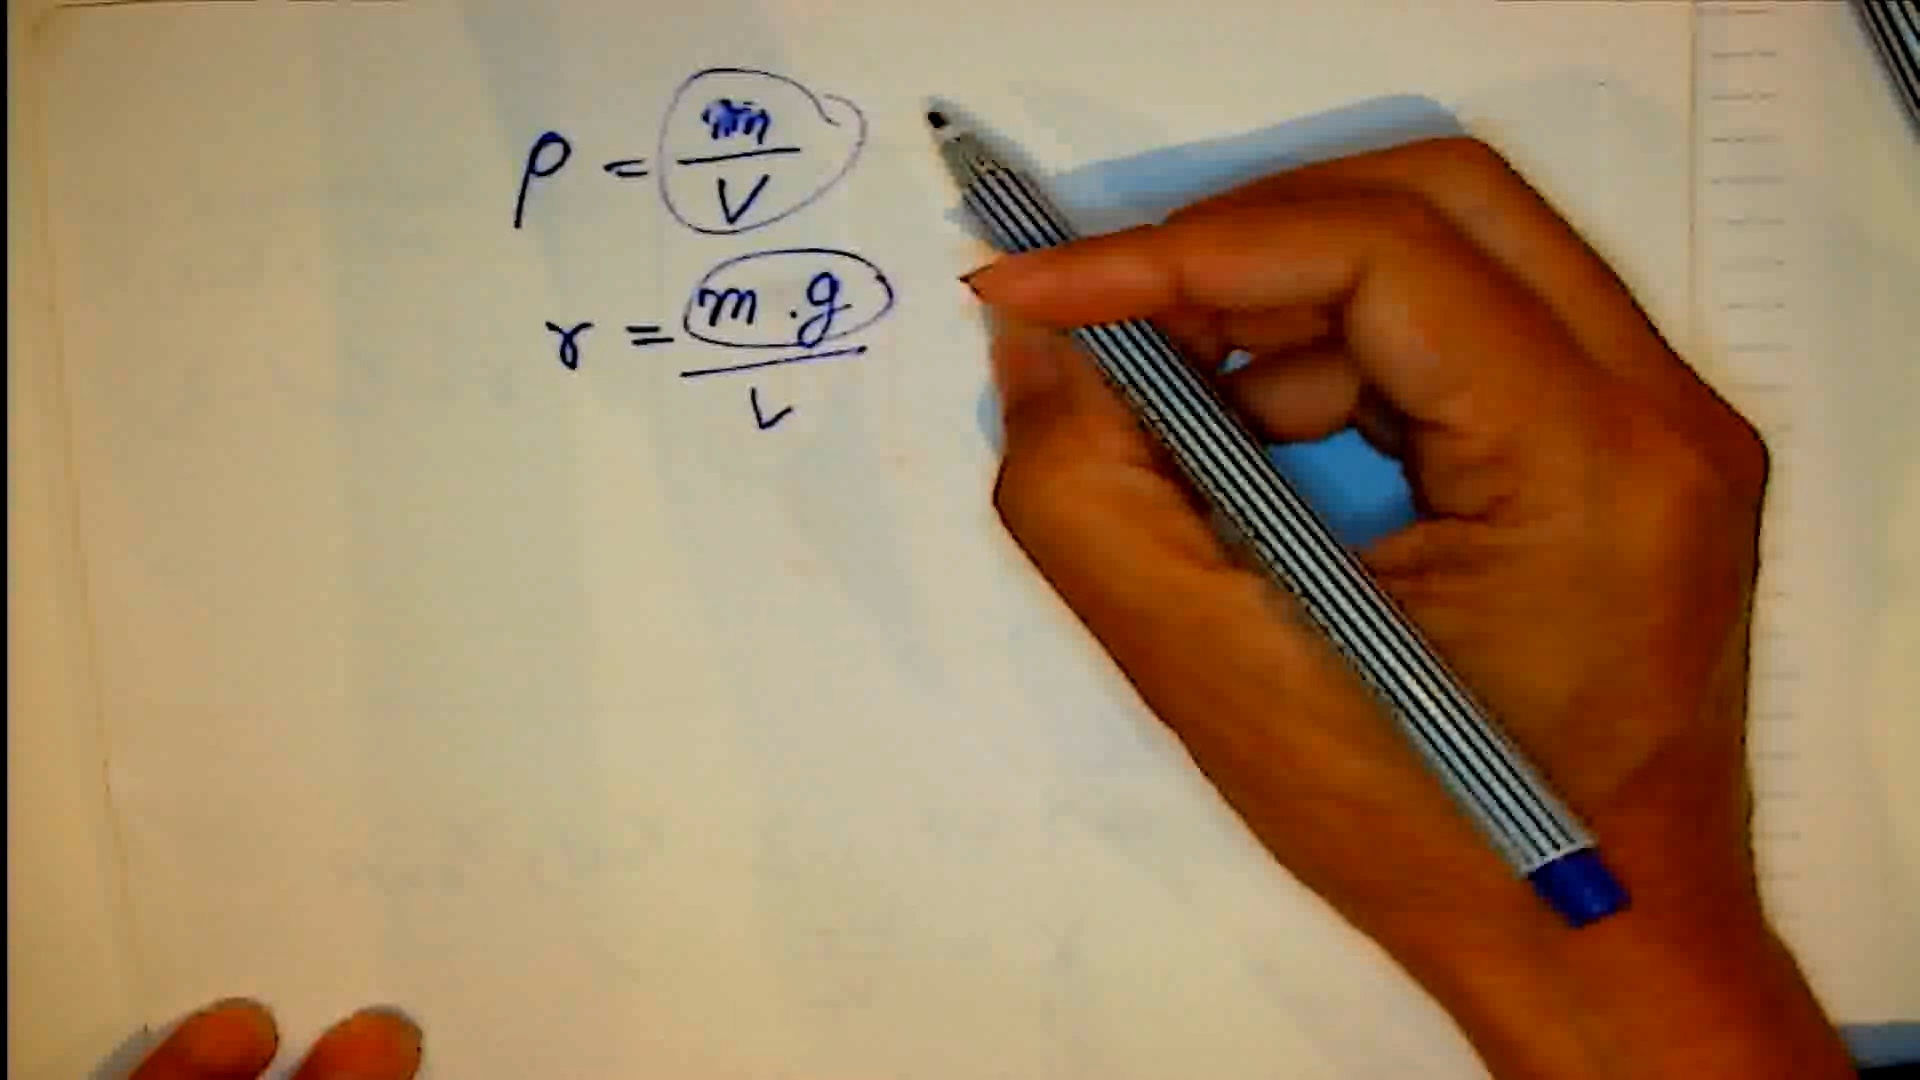 ρ = m/V
γ = m.g/V